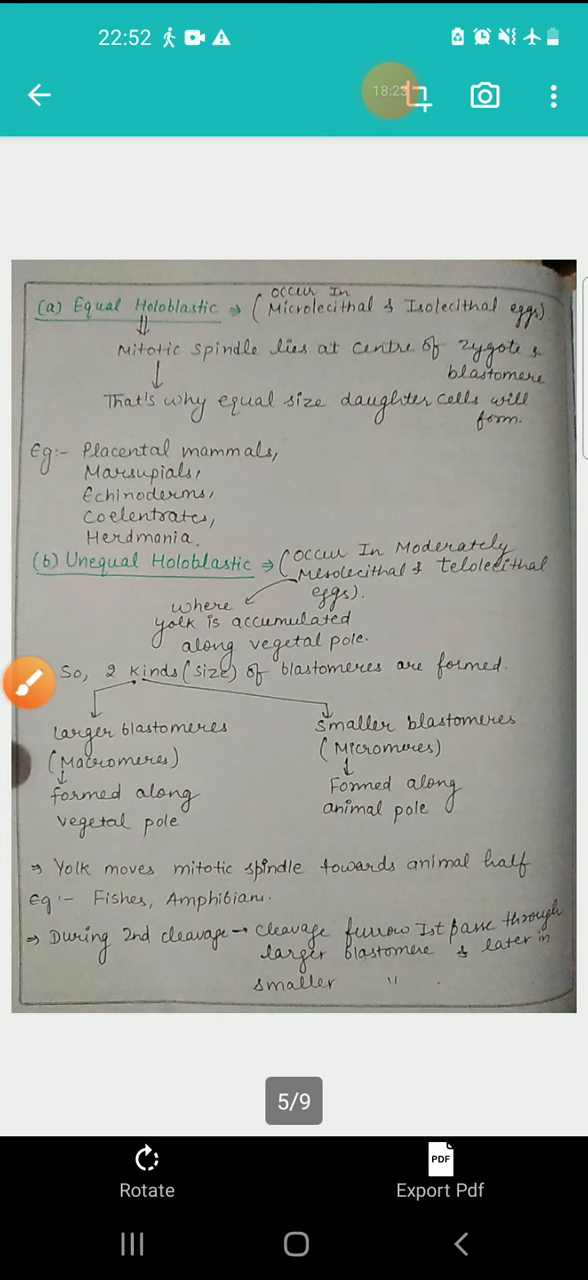 22:52
18:23
(a) Equal Holoblastic ⇒ (Occur In Microlecithal & Isolecithal eggs).
Mitotic spindle lies at centre of zygote & blastomere
That's why equal size daughter cells will form.
Eg:- Placental mammals,
Marsupials,
Echinoderms,
Coelentrates,
Herdmania.
(b) Unequal Holoblastic ⇒ (Occur In Moderately
Mesolecithal & Telolecithal
eggs).
where
yolk is accumulated
along vegetal pole.
So, 2 kinds (size) of blastomeres are formed.
Larger blastomeres
(Macromeres)
formed along
vegetal pole
Smaller blastomeres
(Micromeres)
Formed along
animal pole
⇒ Yolk moves mitotic spindle towards animal half
Eg:- Fishes, Amphibians.
⇒ During 2nd cleavage → Cleavage furrow Ist pass through
larger blastomere & later in
smaller " .
5/9
Rotate
PDF
Export Pdf